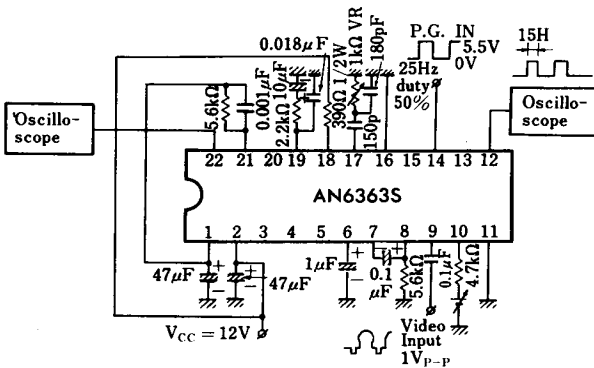 0.018μF
P.G. IN
5.5V
0V
25Hz
duty
50%
15H
5.6kΩ
0.001μF
2.2kΩ
10μF
390Ω 1/2W
1kΩ VR
180pF
150p
Oscillo-
scope
Oscillo-
scope
22 21 20 19 18 17 16 15 14 13 12
AN6363S
1 2 3 4 5 6 7 8 9 10 11
47μF
+
−
+
−
47μF
1μF
+
−
−
+
0.1
μF
5.6kΩ
0.1μF
4.7kΩ
VCC = 12V
Video
Input
1VP-P